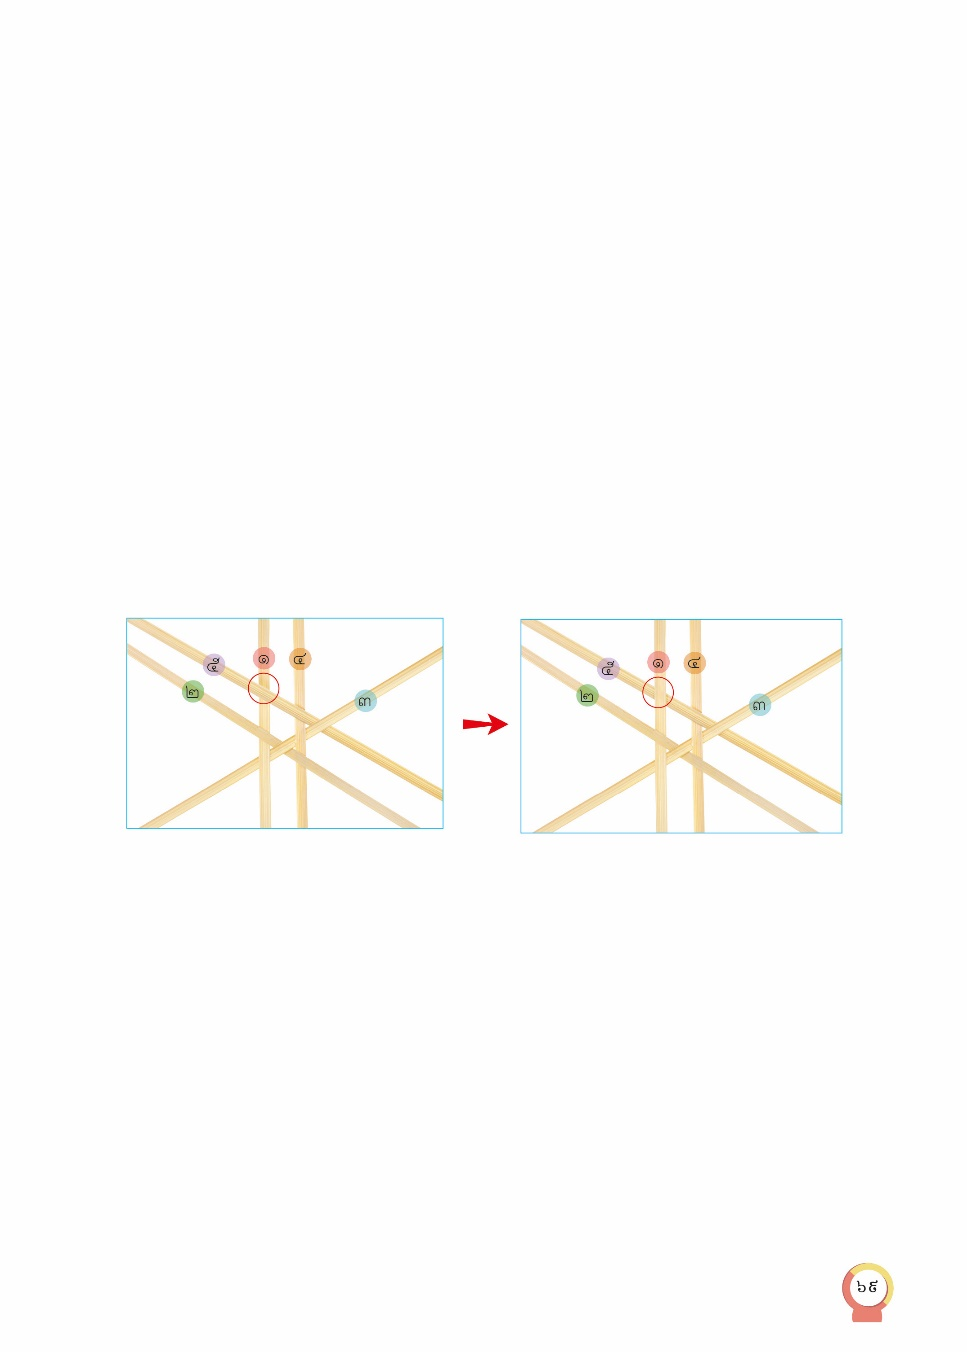 ๕ ๑ ๔
๒ ๓
๕ ๑ ๔
๒ ๓
๖๙